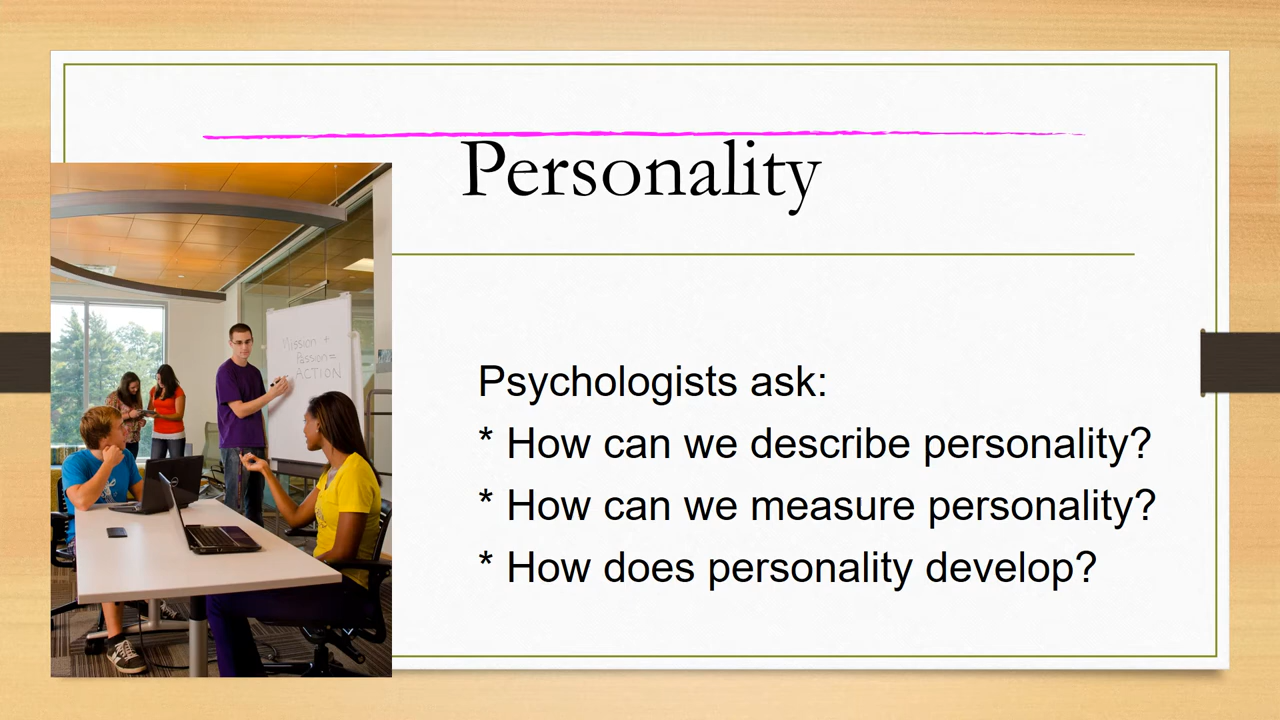 Personality
Mission +
Passion=
ACTION
Psychologists ask:
* How can we describe personality?
* How can we measure personality?
* How does personality develop?